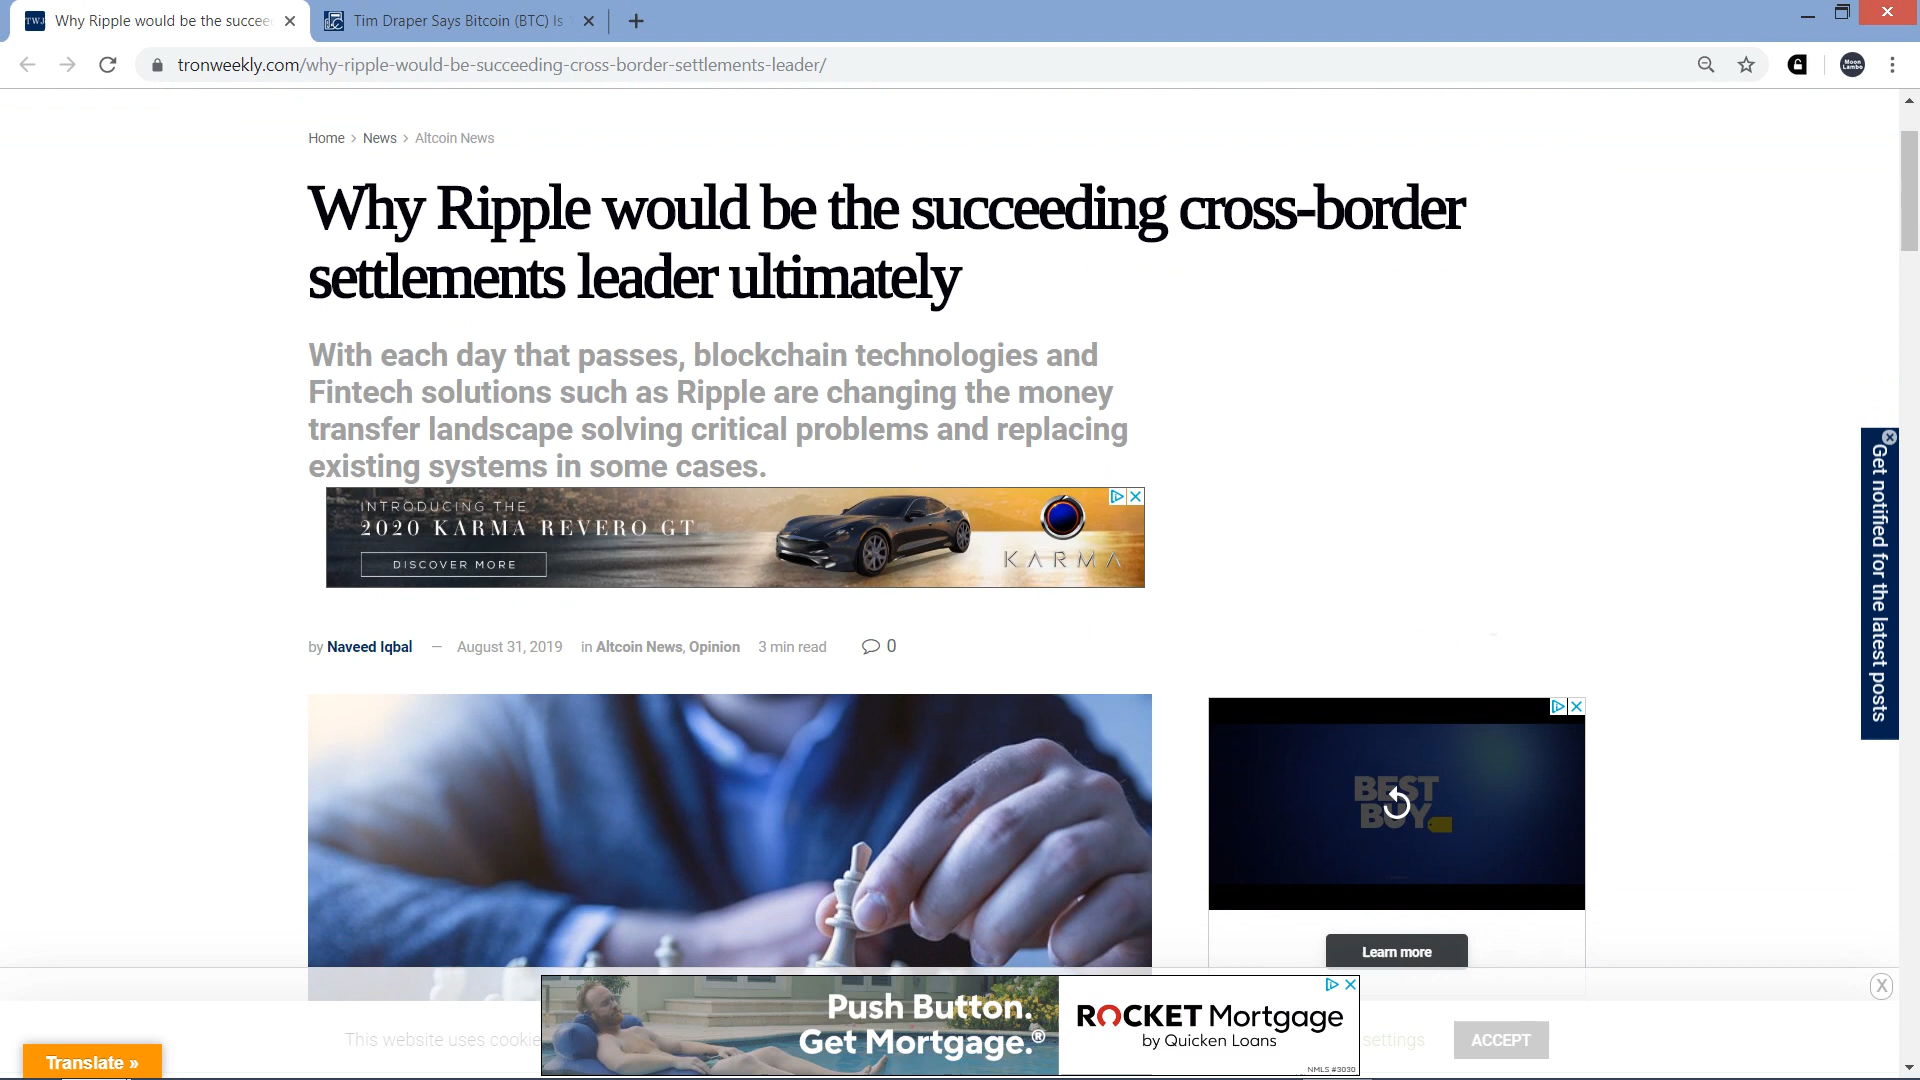 TWJ Why Ripple would be the succee
Tim Draper Says Bitcoin (BTC) Is
tronweekly.com/why-ripple-would-be-succeeding-cross-border-settlements-leader/
Moon Lambo
Home > News > Altcoin News
Why Ripple would be the succeeding cross-border
settlements leader ultimately
With each day that passes, blockchain technologies and
Fintech solutions such as Ripple are changing the money
transfer landscape solving critical problems and replacing
existing systems in some cases.
INTRODUCING THE
2020 KARMA REVERO GT
DISCOVER MORE
KARMA
Get notified for the latest posts
by Naveed Iqbal — August 31, 2019 in Altcoin News, Opinion 3 min read 0
BEST
BUY
Learn more
Push Button.
Get Mortgage.®
ROCKET Mortgage
by Quicken Loans
NMLS #3030
This website uses cookie
settings
ACCEPT
Translate »